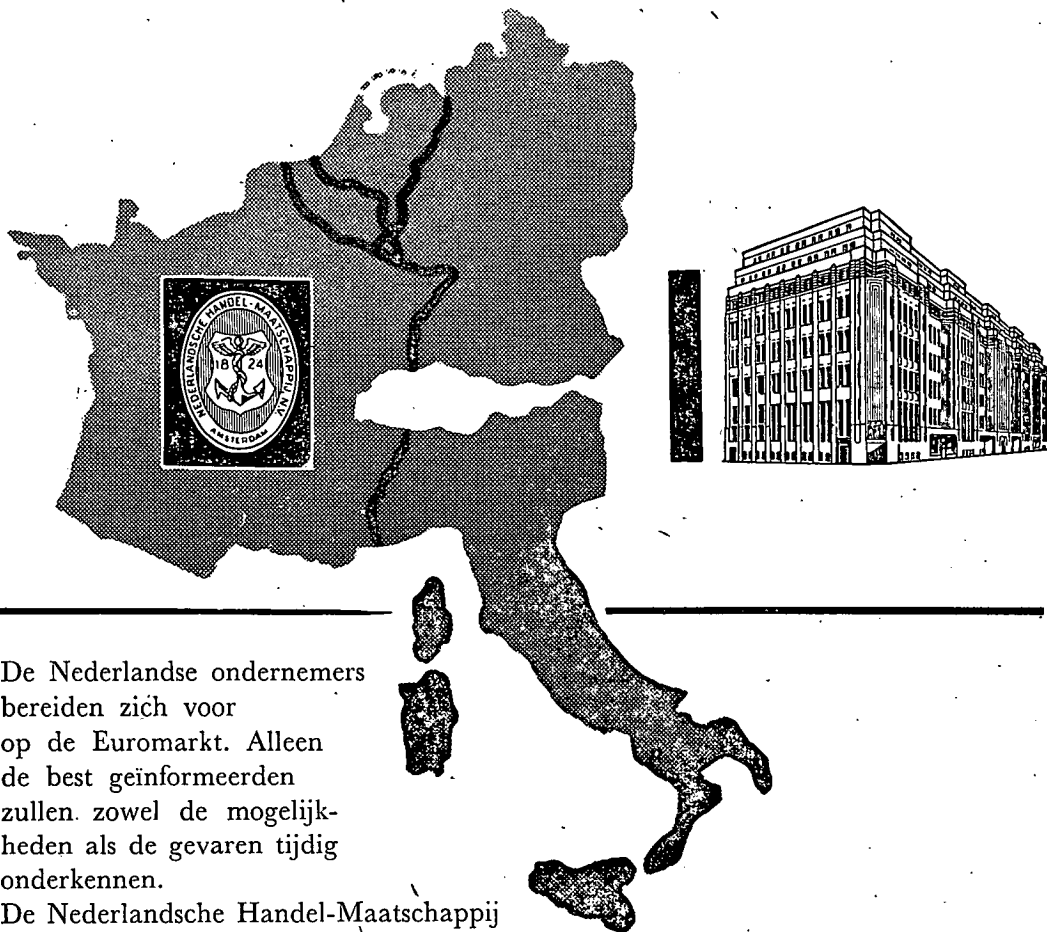 NEDERLANDSCHE HANDEL-MAATSCHAPPIJ N.V.
18 24
AMSTERDAM
De Nederlandse ondernemers
bereiden zich voor
op de Euromarkt. Alleen
de best geïnformeerden
zullen zowel de mogelijk-
heden als de gevaren tijdig
onderkennen.
De Nederlandsche Handel-Maatschappij